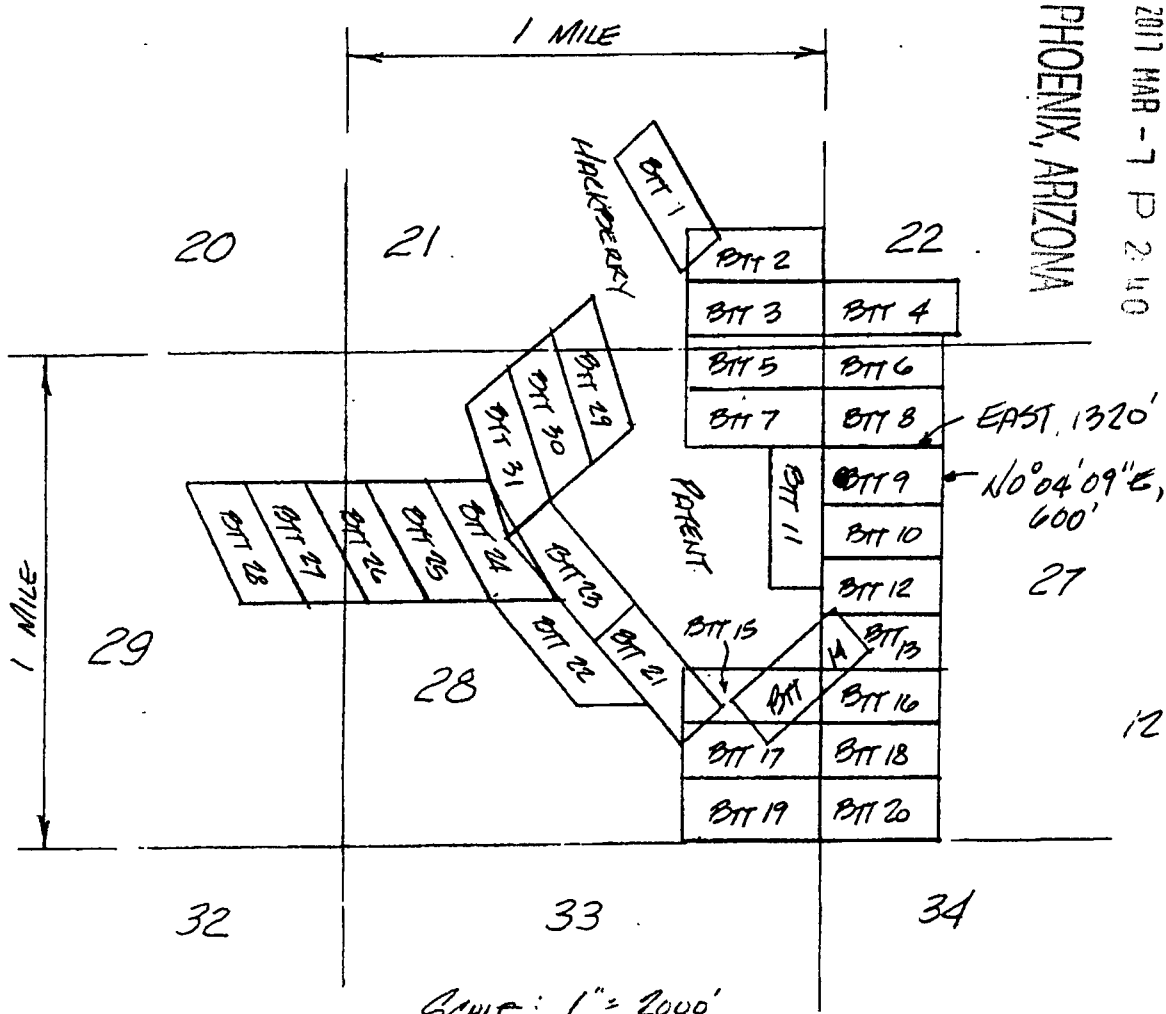 1 MILE
2017 MAR -7 P 2:40
PHOENIX, ARIZONA
HACKBERRY
BTT 1
20
21
22
BTT 2
BTT 3
BTT 4
BTT 5
BTT 6
BTT 29
BTT 30
BTT 31
BTT 7
BTT 8
EAST, 1320'
BTT 9
N0°04'09"E,
600'
BTT 11
PATENT
BTT 10
BTT 28
BTT 27
BTT 26
BTT 25
BTT 24
BTT 23
BTT 12
27
1 MILE
29
28
BTT 22
BTT 21
BTT 15
BTT 14
BTT 13
BTT 16
12
BTT 17
BTT 18
BTT 19
BTT 20
32
33
34
SCALE: 1" = 2000'